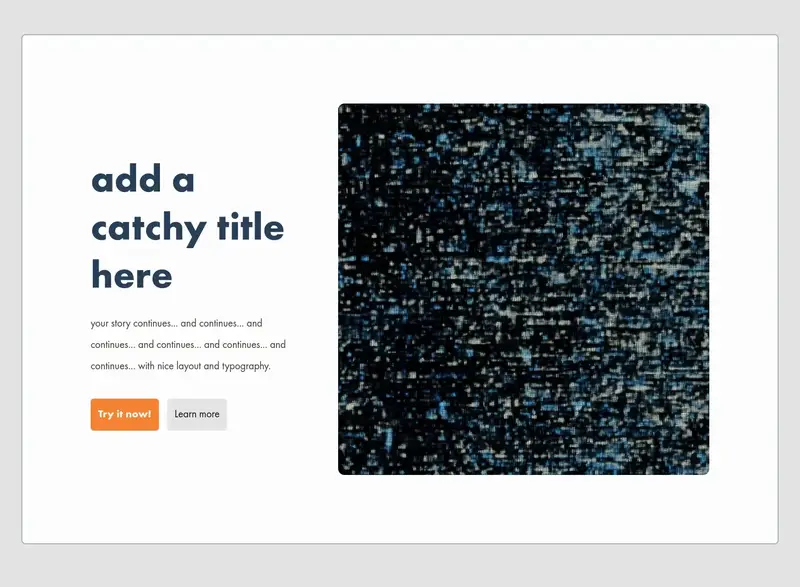 add a
catchy title
here
your story continues... and continues... and
continues... and continues... and continues... and
continues... with nice layout and typography.
Try it now!
Learn more